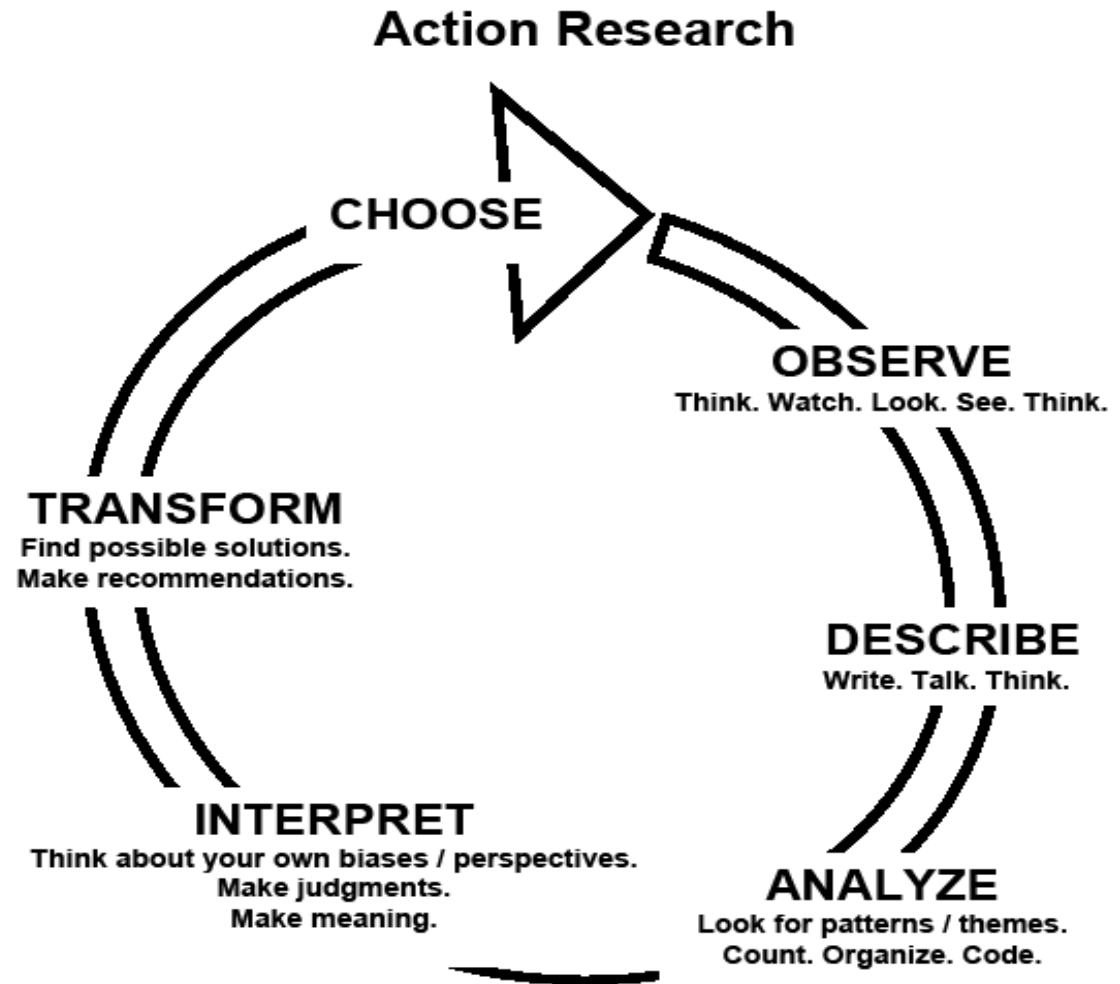 Action Research
CHOOSE
OBSERVE
Think. Watch. Look. See. Think.
DESCRIBE
Write. Talk. Think.
ANALYZE
Look for patterns / themes.
Count. Organize. Code.
INTERPRET
Think about your own biases / perspectives.
Make judgments.
Make meaning.
TRANSFORM
Find possible solutions.
Make recommendations.